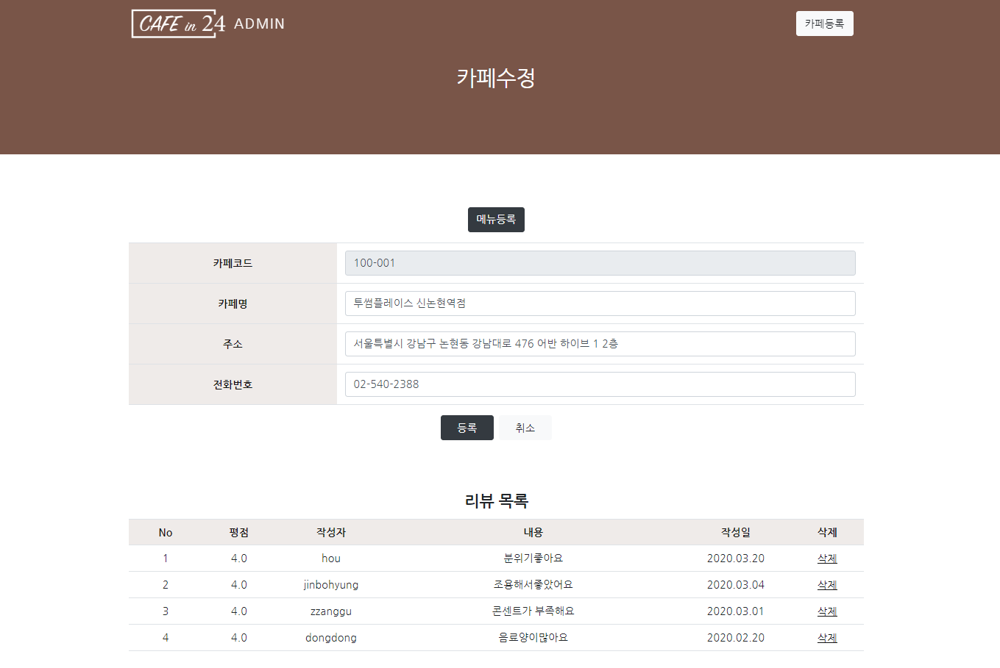 CAFE in 24 ADMIN 카페등록
카페수정
메뉴등록
카페코드 100-001
카페명 투썸플레이스 신논현역점
주소 서울특별시 강남구 논현동 강남대로 476 어반 하이브 1 2층
전화번호 02-540-2388
등록 취소
리뷰 목록
No 평점 작성자 내용 작성일 삭제
1 4.0 hou 분위기좋아요 2020.03.20 삭제
2 4.0 jinbohyung 조용해서좋았어요 2020.03.04 삭제
3 4.0 zzanggu 콘센트가 부족해요 2020.03.01 삭제
4 4.0 dongdong 음료양이많아요 2020.02.20 삭제